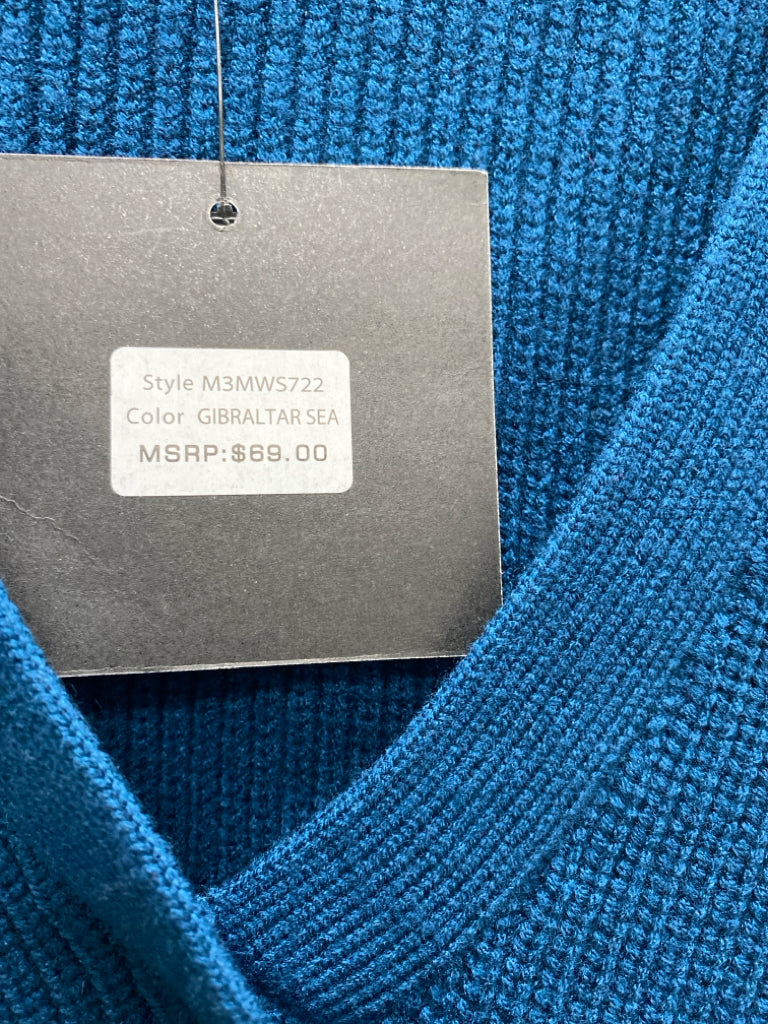 Style M3MWS722
Color GIBRALTAR SEA
MSRP:$69.00